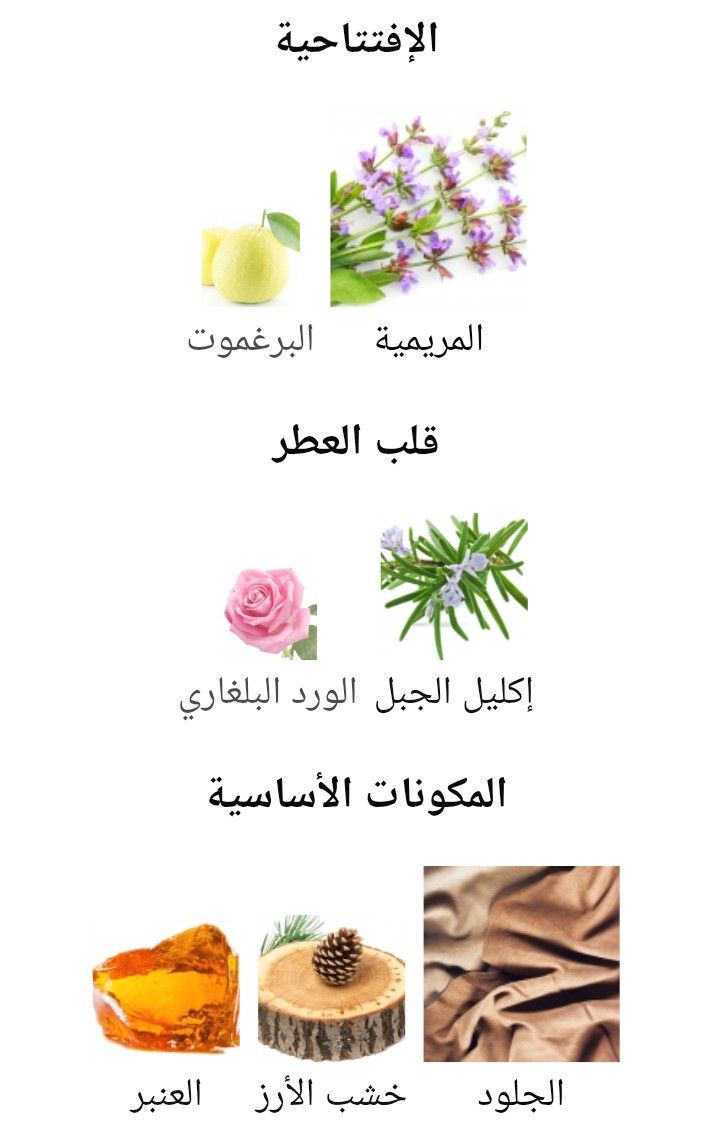 الإفتتاحية
المريمية البرغموت
قلب العطر
إكليل الجبل الورد البلغاري
المكونات الأساسية
الجلود خشب الأرز العنبر